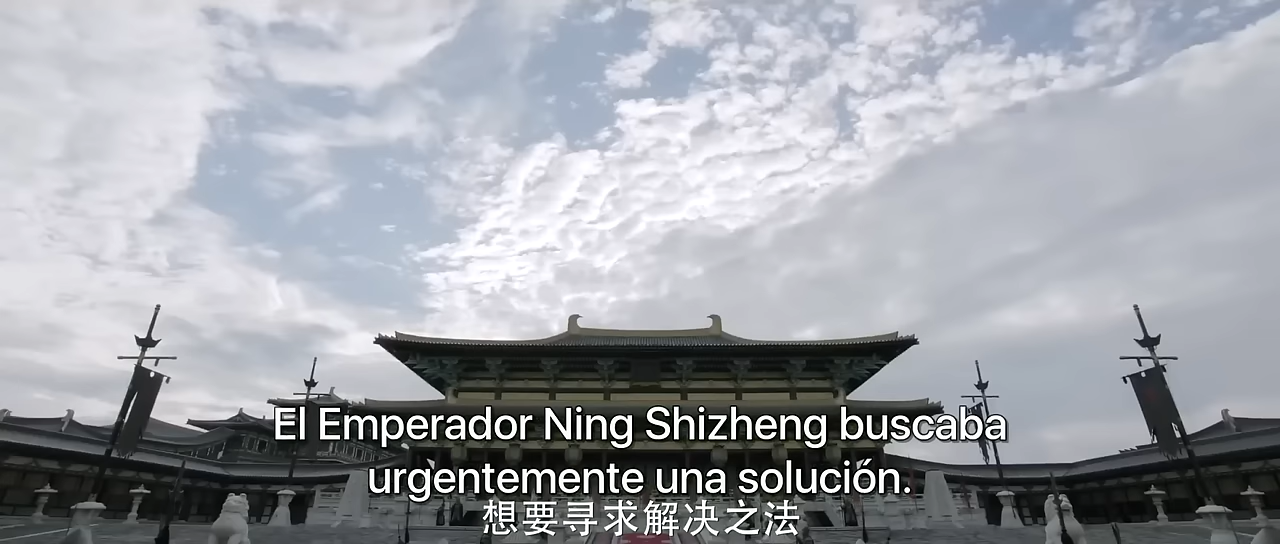 El Emperador Ning Shizheng buscaba
urgentemente una solución.
想要寻求解决之法